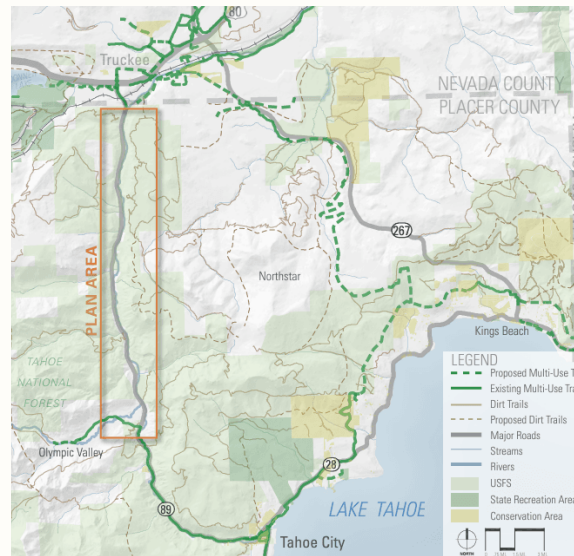 80
Truckee
NEVADA COUNTY
PLACER COUNTY
267
PLAN AREA
Northstar
Kings Beach
TAHOE
NATIONAL
FOREST
Olympic Valley
28
89
LAKE TAHOE
Tahoe City
LEGEND
Proposed Multi-Use T
Existing Multi-Use Tra
Dirt Trails
Proposed Dirt Trails
Major Roads
Streams
Rivers
USFS
State Recreation Area
Conservation Area
NORTH